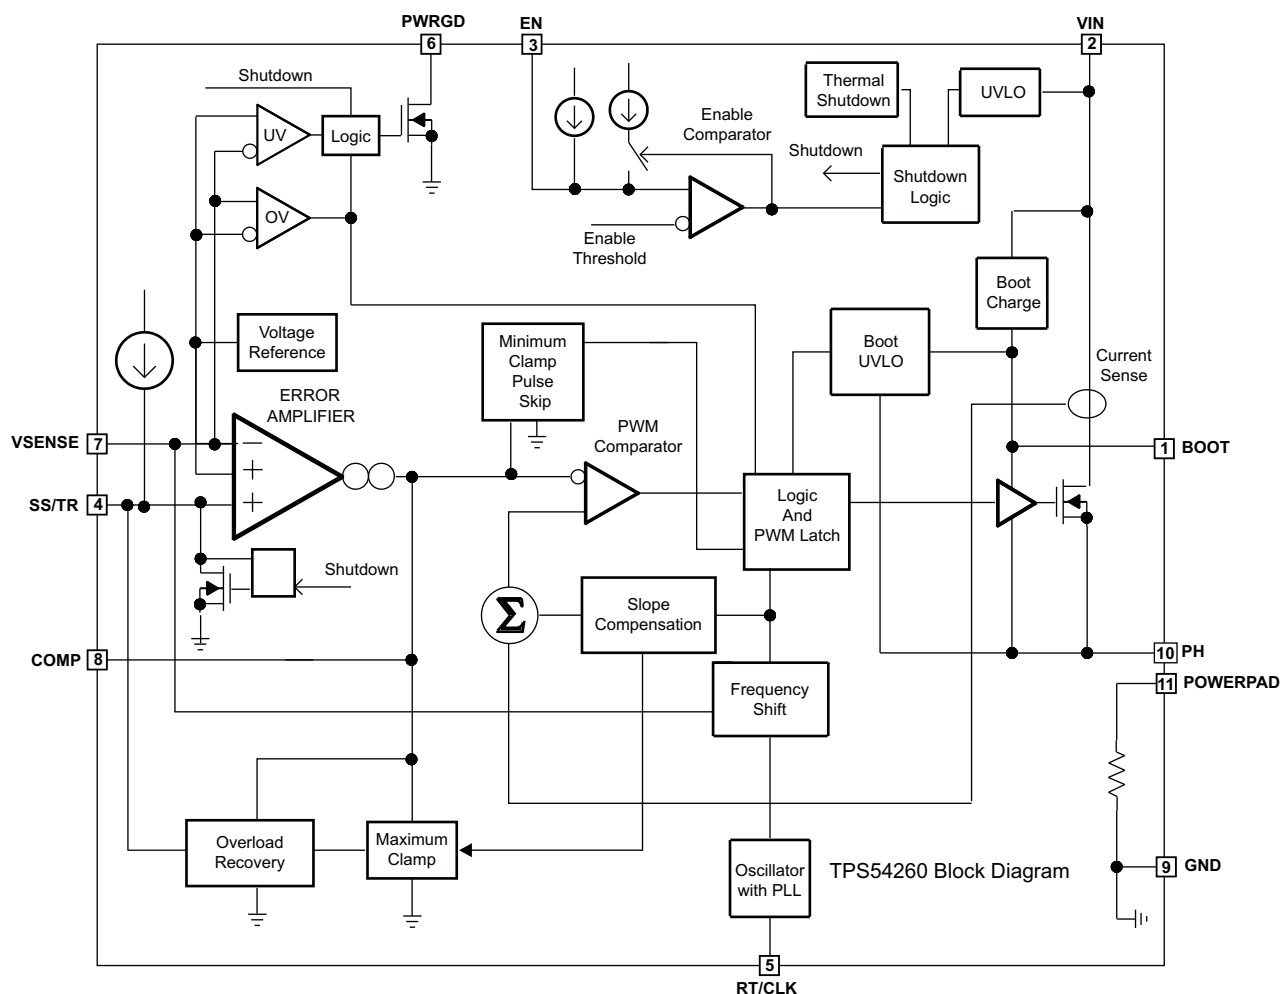 PWRGD
EN
VIN
6
3
2
Shutdown
Thermal
Shutdown
UVLO
Enable
Comparator
UV
Logic
Shutdown
Shutdown
Logic
OV
Enable
Threshold
Boot
Charge
Voltage
Reference
Minimum
Clamp
Pulse
Skip
Boot
UVLO
Current
Sense
ERROR
AMPLIFIER
PWM
Comparator
VSENSE
7
1
BOOT
SS/TR
4
Logic
And
PWM Latch
Shutdown
Σ
Slope
Compensation
COMP
8
10
PH
11
POWERPAD
Frequency
Shift
Overload
Recovery
Maximum
Clamp
Oscillator
with PLL
TPS54260 Block Diagram
9
GND
5
RT/CLK